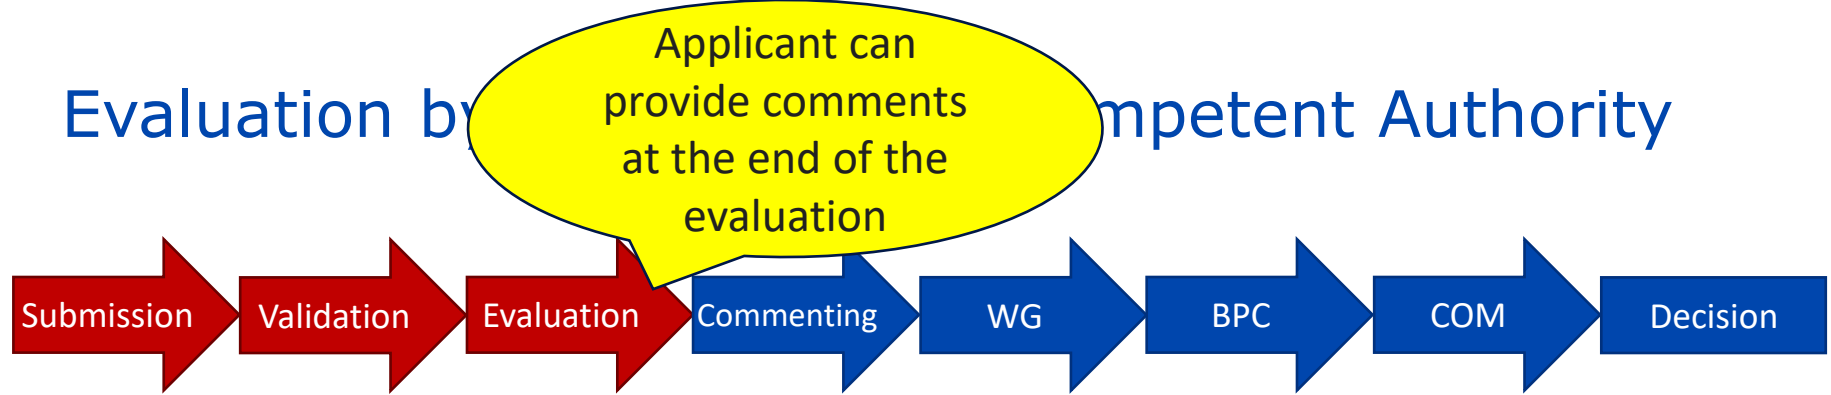 Applicant can
provide comments
at the end of the
evaluation
Evaluation by mpetent Authority
Submission
Validation
Evaluation
Commenting
WG
BPC
COM
Decision